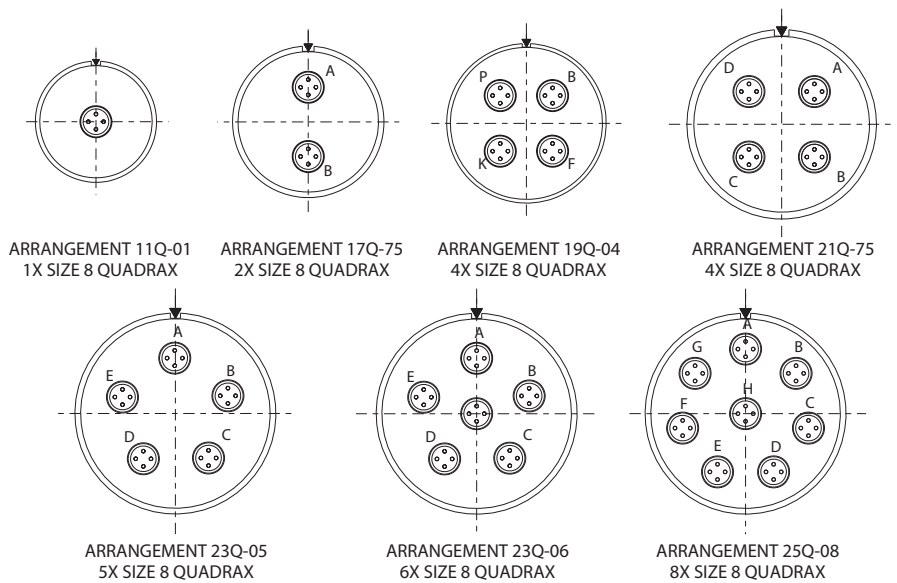 A
B
P
B
K
F
D
A
C
B
ARRANGEMENT 11Q-01
1X SIZE 8 QUADRAX
ARRANGEMENT 17Q-75
2X SIZE 8 QUADRAX
ARRANGEMENT 19Q-04
4X SIZE 8 QUADRAX
ARRANGEMENT 21Q-75
4X SIZE 8 QUADRAX
A
E
B
D
C
A
E
B
D
C
A
G
B
H
F
C
E
D
ARRANGEMENT 23Q-05
5X SIZE 8 QUADRAX
ARRANGEMENT 23Q-06
6X SIZE 8 QUADRAX
ARRANGEMENT 25Q-08
8X SIZE 8 QUADRAX